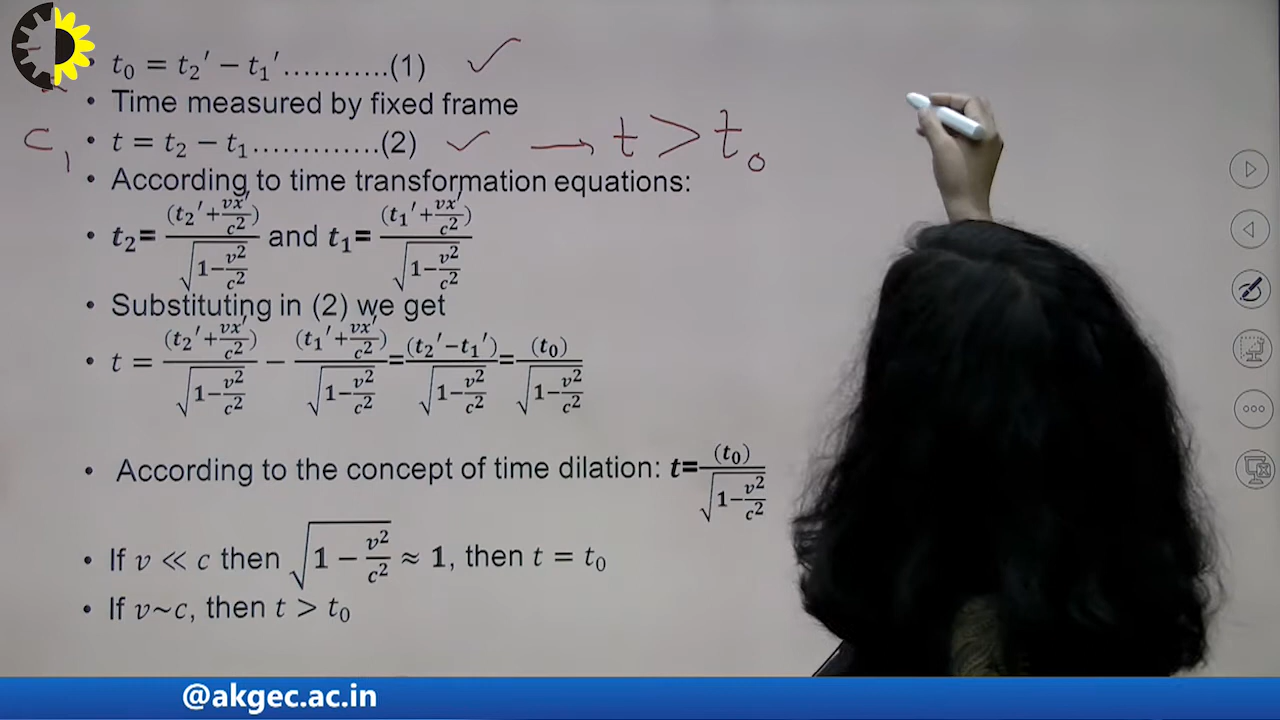 • t₀ = t₂′ − t₁′...........(1) ✓
• Time measured by fixed frame
C₁ • t = t₂ − t₁.............(2) ✓ → t > t₀
• According to time transformation equations:
• t₂= (t₂′+vx′/c²)/√(1−v²/c²) and t₁= (t₁′+vx′/c²)/√(1−v²/c²)
• Substituting in (2) we get
• t = (t₂′+vx′/c²)/√(1−v²/c²) − (t₁′+vx′/c²)/√(1−v²/c²)=(t₂′−t₁′)/√(1−v²/c²)=(t₀)/√(1−v²/c²)
• According to the concept of time dilation: t=(t₀)/√(1−v²/c²)
• If v ≪ c then √(1 − v²/c²) ≈ 1, then t = t₀
• If v~c, then t > t₀
@akgec.ac.in